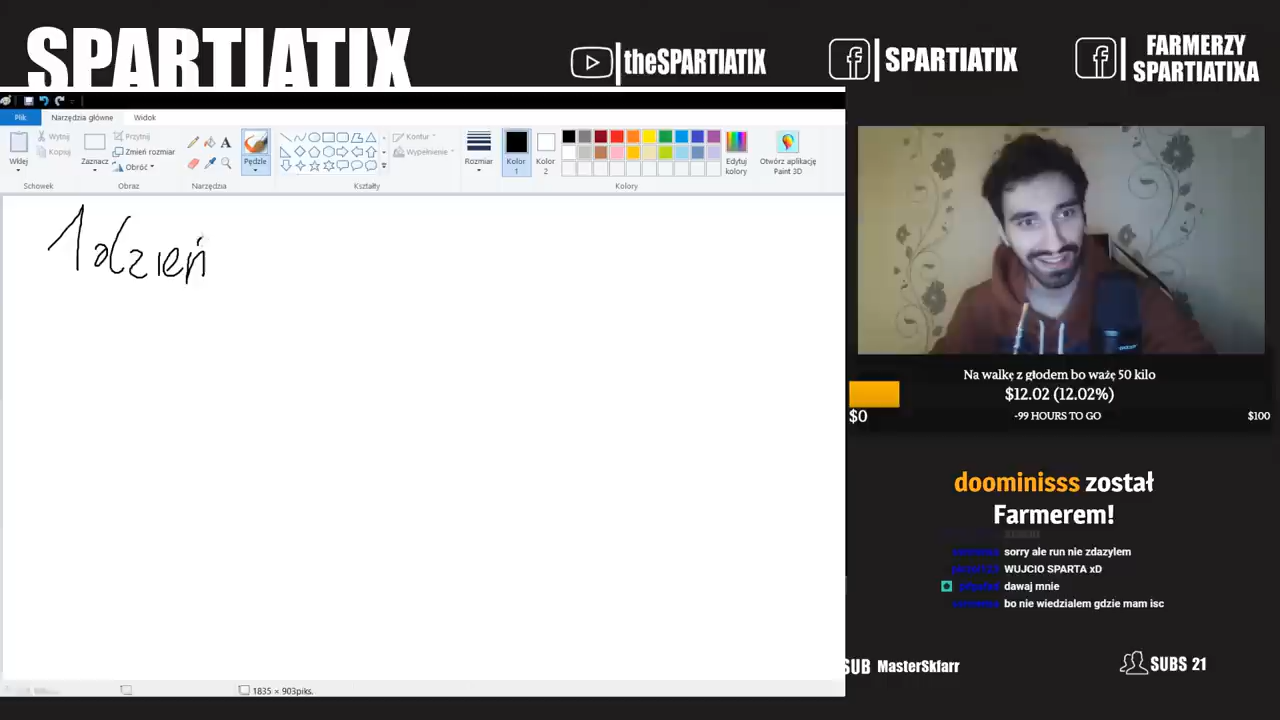 SPARTIATIX
theSPARTIATIX
SPARTIATIX
FARMERZY
SPARTIATIXA
Plik
Narzędzia główne
Widok
Wklej
Wytnij
Kopiuj
Schowek
Zaznacz
Przytnij
Zmień rozmiar
Obróć
Obraz
A
Narzędzia
Pędzle
Kontur
Wypełnienie
Kształty
Rozmiar
Kolor
1
Kolor
2
Edytuj
kolory
Kolory
Otwórz aplikację
Paint 3D
1 dzień
Na walkę z głodem bo ważę 50 kilo
$12.02 (12.02%)
$0
-99 HOURS TO GO
$100
doominisss został
Farmerem!
sorry ale run nie zdazylem
WUJCIO SPARTA xD
dawaj mnie
bo nie wiedzialem gdzie mam isc
SUB MasterSkfarr
SUBS 21
1835 × 903piks.